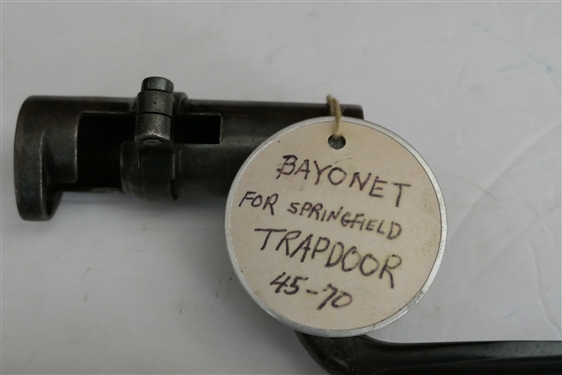 BAYONET
FOR SPRINGFIELD
TRAPDOOR
45-70